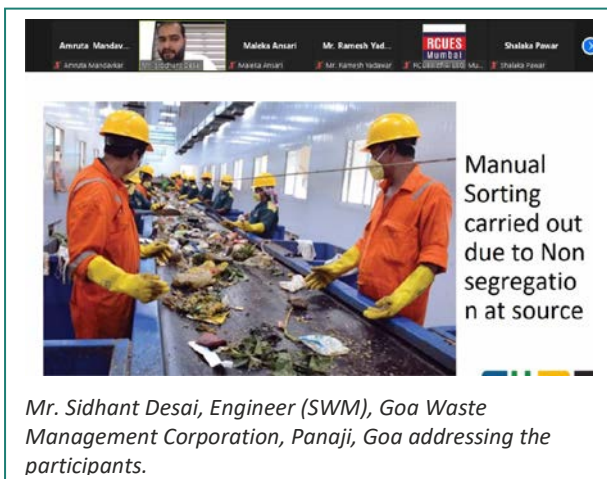 Amruta Mandav...
Maleka Ansari
Mr. Ramesh Yad...
RCUES
Mumbai
Shalaka Pawar
Amruta Mandavkar
Maleka Ansari
Mr. Ramesh Yadawar
Shalaka Pawar
Manual
Sorting
carried out
due to Non
segregatio
n at source
Mr. Sidhant Desai, Engineer (SWM), Goa Waste
Management Corporation, Panaji, Goa addressing the
participants.